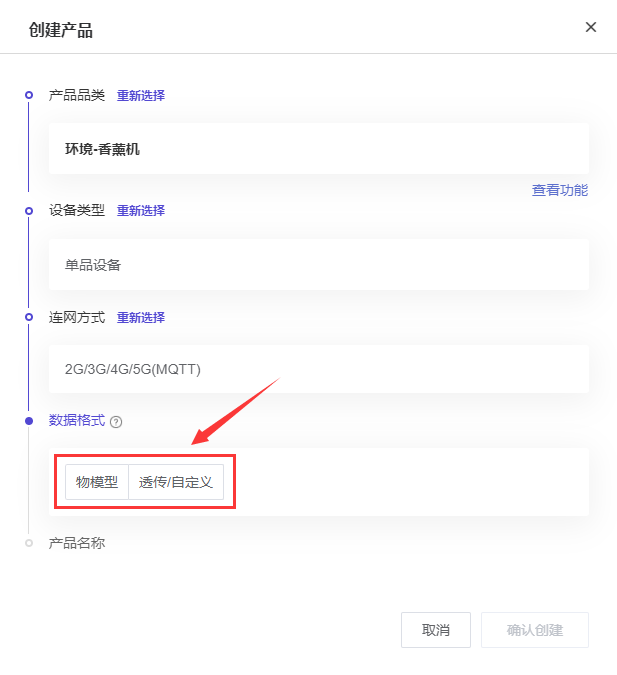 创建产品
产品品类 重新选择
环境-香薰机
查看功能
设备类型 重新选择
单品设备
连网方式 重新选择
2G/3G/4G/5G(MQTT)
数据格式 ?
物模型 透传/自定义
产品名称
取消 确认创建